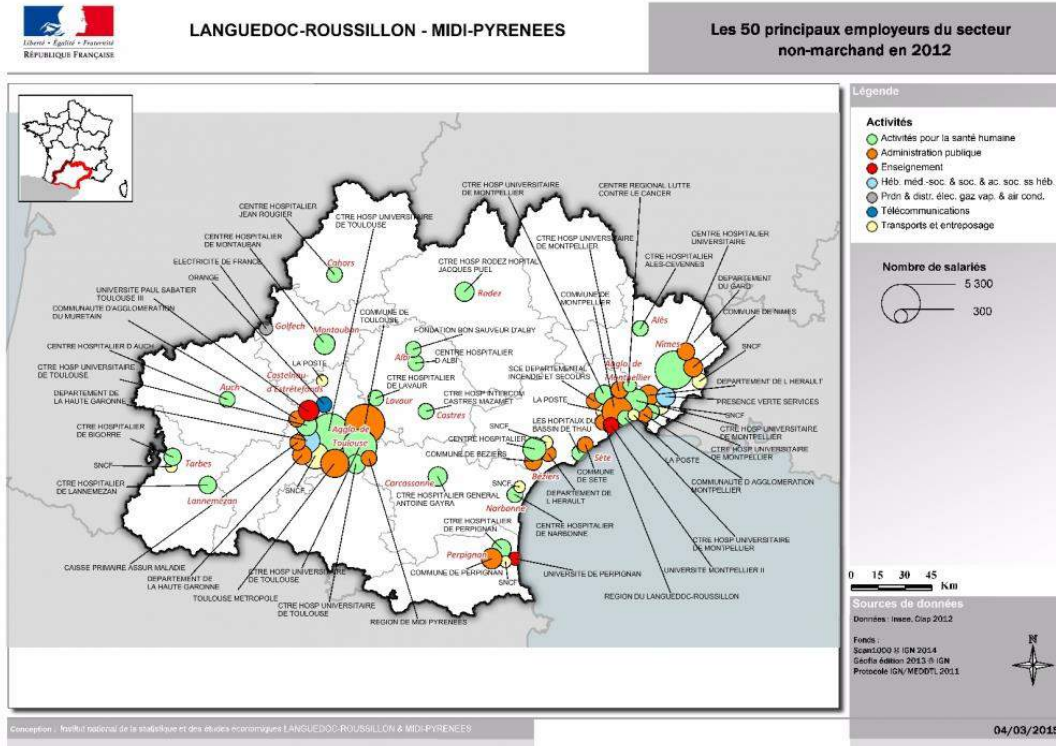 Liberté • Égalité • Fraternité
RÉPUBLIQUE FRANÇAISE
LANGUEDOC-ROUSSILLON - MIDI-PYRENEES
Les 50 principaux employeurs du secteur
non-marchand en 2012
Légende
Activités
Activités pour la santé humaine
Administration publique
Enseignement
Héb. méd.-soc. & soc. & ac. soc. ss héb.
Prdn & distr. élec. gaz vap. & air cond.
Télécommunications
Transports et entreposage
Nombre de salariés
5 300
300
CTRE HOSP UNIVERSITAIRE
DE MONTPELLIER
CENTRE REGIONAL LUTTE
CONTRE LE CANCER
CENTRE HOSPITALIER
JEAN ROUGIER
CTRE HOSP UNIVERSITAIRE
DE TOULOUSE
CENTRE HOSPITALIER
DE MONTAUBAN
CTRE HOSP UNIVERSITAIRE
DE MONTPELLIER
CENTRE HOSPITALIER
UNIVERSITAIRE
ELECTRICITE DE FRANCE
Cahors
CTRE HOSP RODEZ HOPITAL
JACQUES PUEL
CTRE HOSPITALIER
ALES-CEVENNES
ORANGE
DEPARTEMENT
DU GARD
UNIVERSITE PAUL SABATIER
TOULOUSE III
Rodez
COMMUNE DE
MONTPELLIER
COMMUNAUTE D'AGGLOMERATION
DU MURETAIN
COMMUNE DE
TOULOUSE
COMMUNE DE NIMES
Golfech
Montauban
FONDATION BON SAUVEUR D'ALBY
Alès
CENTRE HOSPITALIER D AUCH
Albi
CENTRE HOSPITALIER
D ALBI
Nîmes
SNCF
LA POSTE
CTRE HOSP UNIVERSITAIRE
DE TOULOUSE
Castelnau-
d'Estrétefonds
CTRE HOSPITALIER
DE LAVAUR
SCE DEPARTEMENTAL
INCENDIE ET SECOURS
Agglo. de
Montpellier
DEPARTEMENT DE L HERAULT
Auch
Lavaur
DEPARTEMENT DE
LA HAUTE GARONNE
CTRE HOSP INTERCOM
CASTRES MAZAMET
LA POSTE
PRESENCE VERTE SERVICES
Castres
SNCF
CTRE HOSPITALIER
DE BIGORRE
Agglo. de
Toulouse
LES HOPITAUX DU
BASSIN DE THAU
CTRE HOSP UNIVERSITAIRE
DE MONTPELLIER
SNCF
CENTRE HOSPITALIER
CTRE HOSP UNIVERSITAIRE
DE MONTPELLIER
COMMUNE DE BEZIERS
Sète
LA POSTE
SNCF
Tarbes
Béziers
COMMUNE
DE SETE
COMMUNAUTE D AGGLOMERATION
MONTPELLIER
CTRE HOSPITALIER
DE LANNEMEZAN
Lannemezan
SNCF
Carcassonne
SNCF
DEPARTEMENT DE
L HERAULT
CTRE HOSPITALIER GENERAL
ANTOINE GAYRA
Narbonne
CENTRE HOSPITALIER
DE NARBONNE
CTRE HOSPITALIER
DE PERPIGNAN
CTRE HOSP UNIVERSITAIRE
DE MONTPELLIER
Perpignan
CAISSE PRIMAIRE ASSUR MALADIE
CTRE HOSP UNIVERSITAIRE
DE TOULOUSE
COMMUNE DE PERPIGNAN
UNIVERSITE DE PERPIGNAN
UNIVERSITE MONTPELLIER II
DEPARTEMENT DE
LA HAUTE GARONNE
SNCF
TOULOUSE METROPOLE
CTRE HOSP UNIVERSITAIRE
DE TOULOUSE
REGION DU LANGUEDOC-ROUSSILLON
REGION DE MIDI PYRENEES
0 15 30 45
Km
Sources de données
Données : Insee, Clap 2012
Fonds :
Scan1000 ® IGN 2014
Géofla édition 2013 ® IGN
Protocole IGN/MEDDTL 2011
N
Conception : Institut national de la statistique et des études economiques LANGUEDOC-ROUSSILLON & MIDI-PYRENEES
04/03/2015